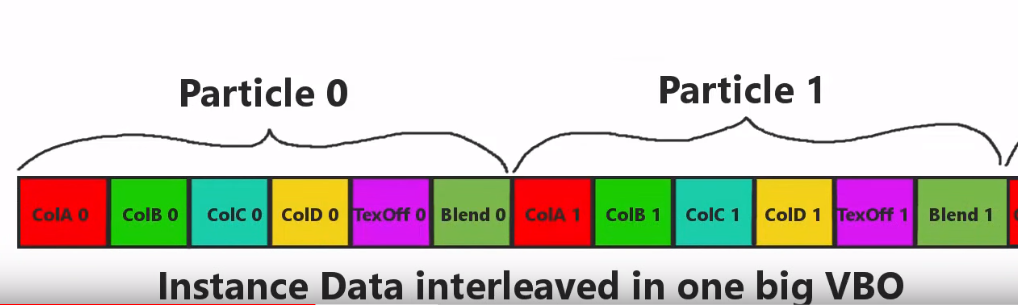 Particle 0
Particle 1
ColA 0 ColB 0 ColC 0 ColD 0 TexOff 0 Blend 0 ColA 1 ColB 1 ColC 1 ColD 1 TexOff 1 Blend 1
Instance Data interleaved in one big VBO